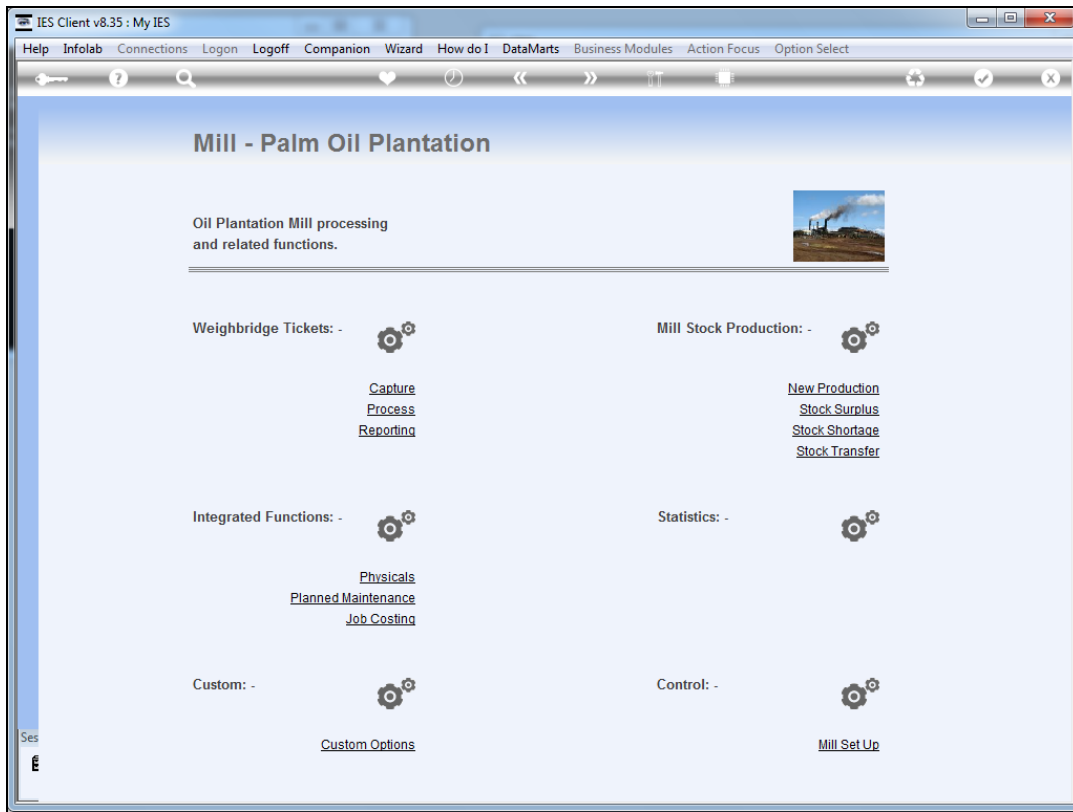 IES Client v8.35 : My IES
Help Infolab Connections Logon Logoff Companion Wizard How do I DataMarts Business Modules Action Focus Option Select
Mill - Palm Oil Plantation
Oil Plantation Mill processing
and related functions.
Weighbridge Tickets: -
Capture
Process
Reporting
Mill Stock Production: -
New Production
Stock Surplus
Stock Shortage
Stock Transfer
Integrated Functions: -
Physicals
Planned Maintenance
Job Costing
Statistics: -
Custom: -
Custom Options
Control: -
Mill Set Up
Ses